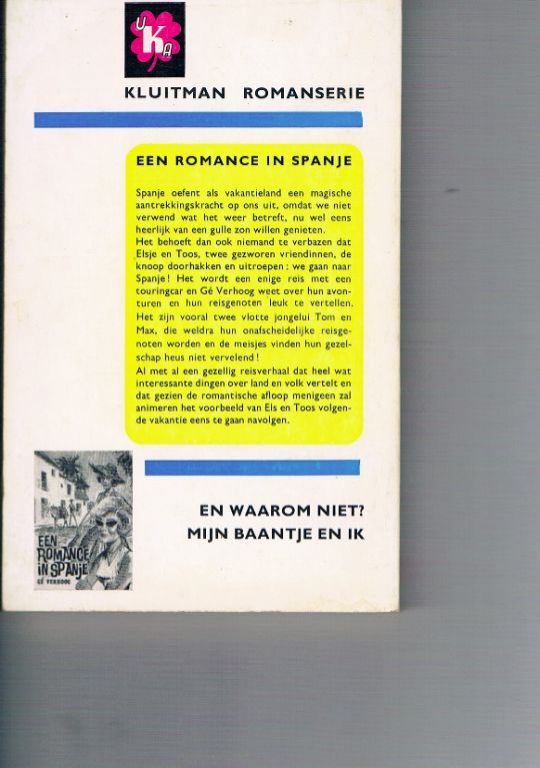 UKA
KLUITMAN ROMANSERIE
EEN ROMANCE IN SPANJE
Spanje oefent als vakantieland een magische
aantrekkingskracht op ons uit, omdat we niet
verwend wat het weer betreft, nu wel eens
heerlijk van een gulle zon willen genieten.
Het behoeft dan ook niemand te verbazen dat
Elsje en Toos, twee gezworen vriendinnen, de
knoop doorhakken en uitroepen: we gaan naar
Spanje! Het wordt een enige reis met een
touringcar en Gé Verhoog weet over hun avon-
turen en hun reisgenoten leuk te vertellen.
Het zijn vooral twee vlotte jongelui Tom en
Max, die weldra hun onafscheidelijke reisge-
noten worden en de meisjes vinden hun gezel-
schap heus niet vervelend!
Al met al een gezellig reisverhaal dat heel wat
interessante dingen over land en volk vertelt en
dat gezien de romantische afloop menigeen zal
animeren het voorbeeld van Els en Toos volgen-
de vakantie eens te gaan navolgen.
EN WAAROM NIET?
MIJN BAANTJE EN IK
EEN
ROMANCE
IN SPANJE
GÉ VERHOOG